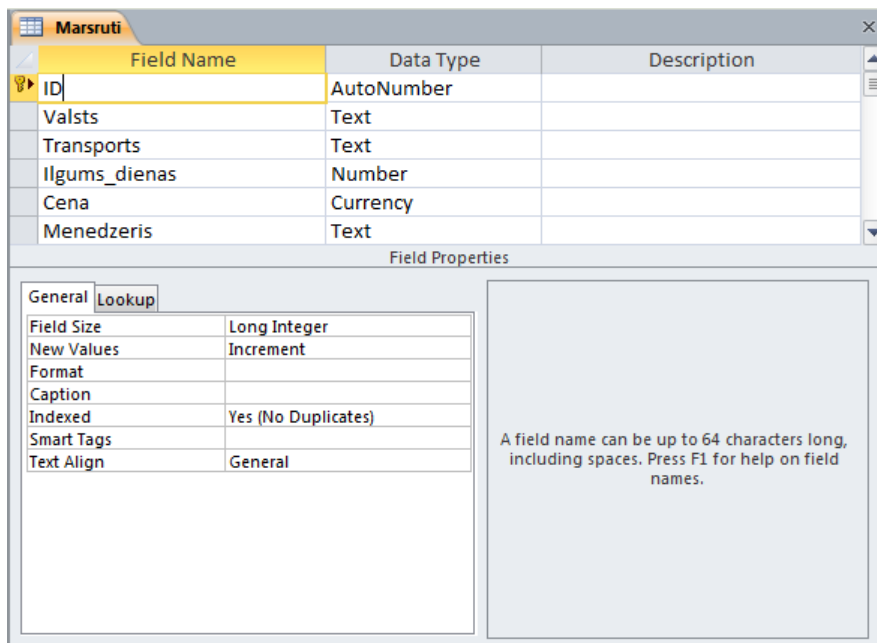 Marsruti
Field Name Data Type Description
ID AutoNumber
Valsts Text
Transports Text
Ilgums_dienas Number
Cena Currency
Menedzeris Text
Field Properties
General Lookup
Field Size Long Integer
New Values Increment
Format
Caption
Indexed Yes (No Duplicates)
Smart Tags
Text Align General
A field name can be up to 64 characters long,
including spaces. Press F1 for help on field
names.